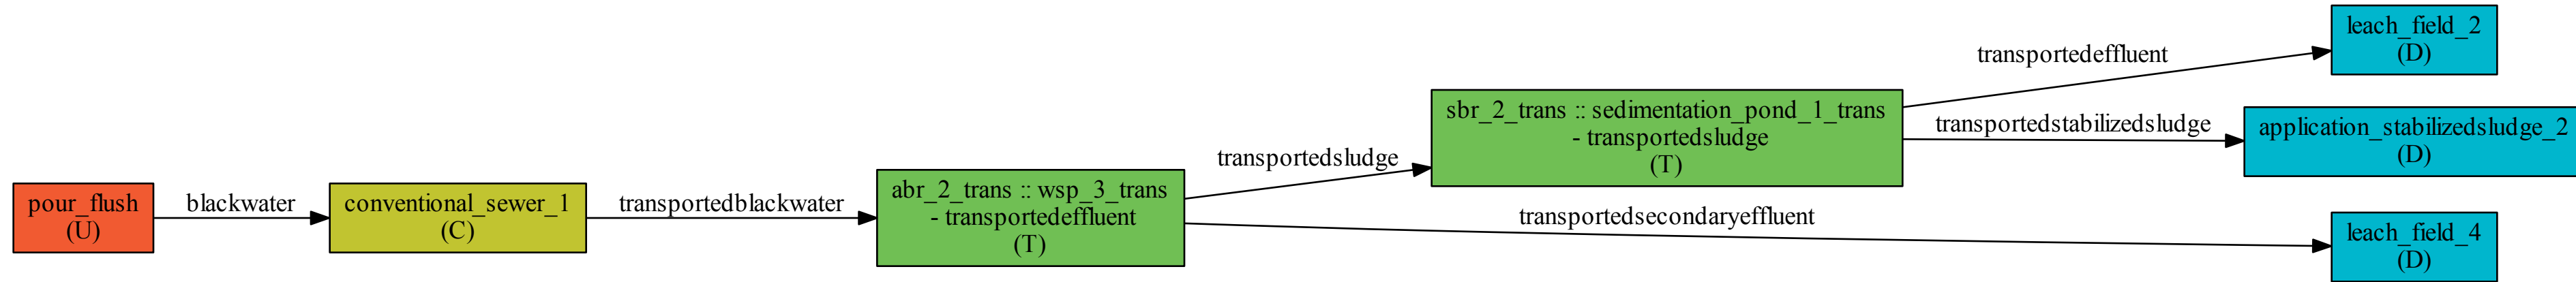 pour_flush
(U)
blackwater
conventional_sewer_1
(C)
transportedblackwater
abr_2_trans :: wsp_3_trans
- transportedeffluent
(T)
transportedsludge
transportedsecondaryeffluent
sbr_2_trans :: sedimentation_pond_1_trans
- transportedsludge
(T)
transportedeffluent
transportedstabilizedsludge
leach_field_2
(D)
application_stabilizedsludge_2
(D)
leach_field_4
(D)